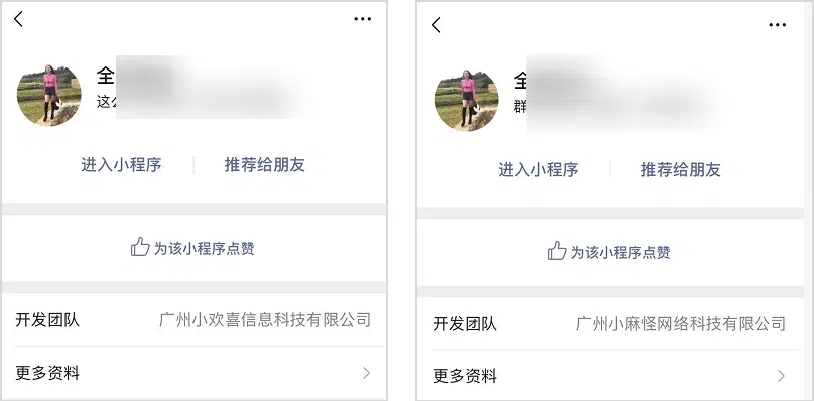 全
这
进入小程序
推荐给朋友
为该小程序点赞
开发团队 广州小欢喜信息科技有限公司
更多资料
全
群
进入小程序
推荐给朋友
为该小程序点赞
开发团队 广州小麻怪网络科技有限公司
更多资料